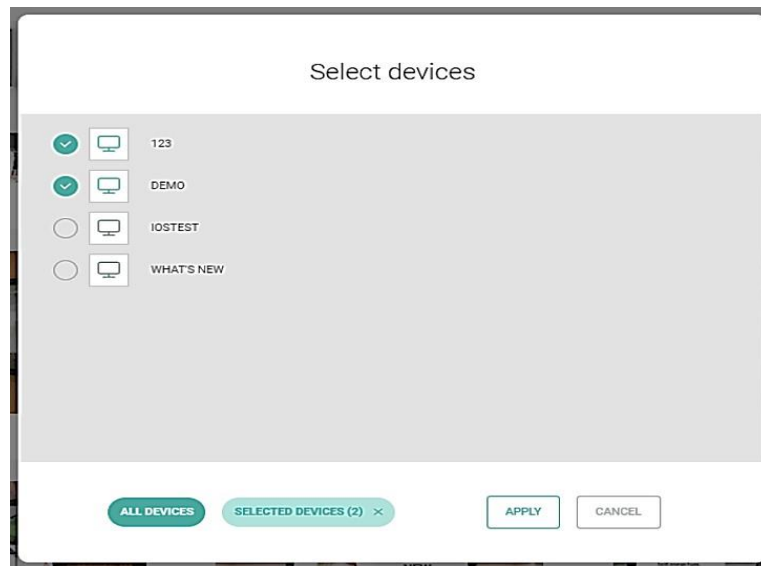 Select devices
123
DEMO
IOSTEST
WHAT'S NEW
ALL DEVICES
SELECTED DEVICES (2) ×
APPLY
CANCEL